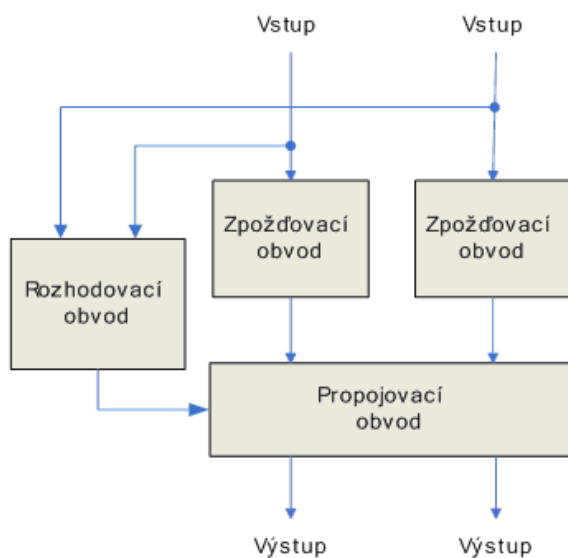 Vstup
Vstup
Zpožďovací
obvod
Zpožďovací
obvod
Rozhodovací
obvod
Propojovací
obvod
Výstup
Výstup